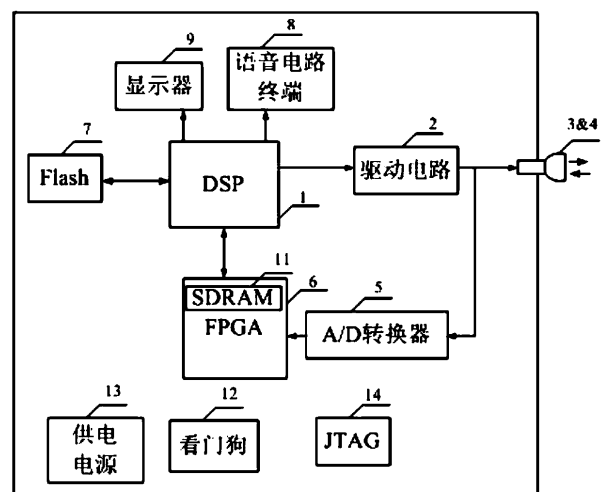 9
显示器
8
语音电路
终端
7
Flash
DSP
1
2
驱动电路
3&4
11
SDRAM
FPGA
6
5
A/D转换器
13
供电
电源
12
看门狗
14
JTAG